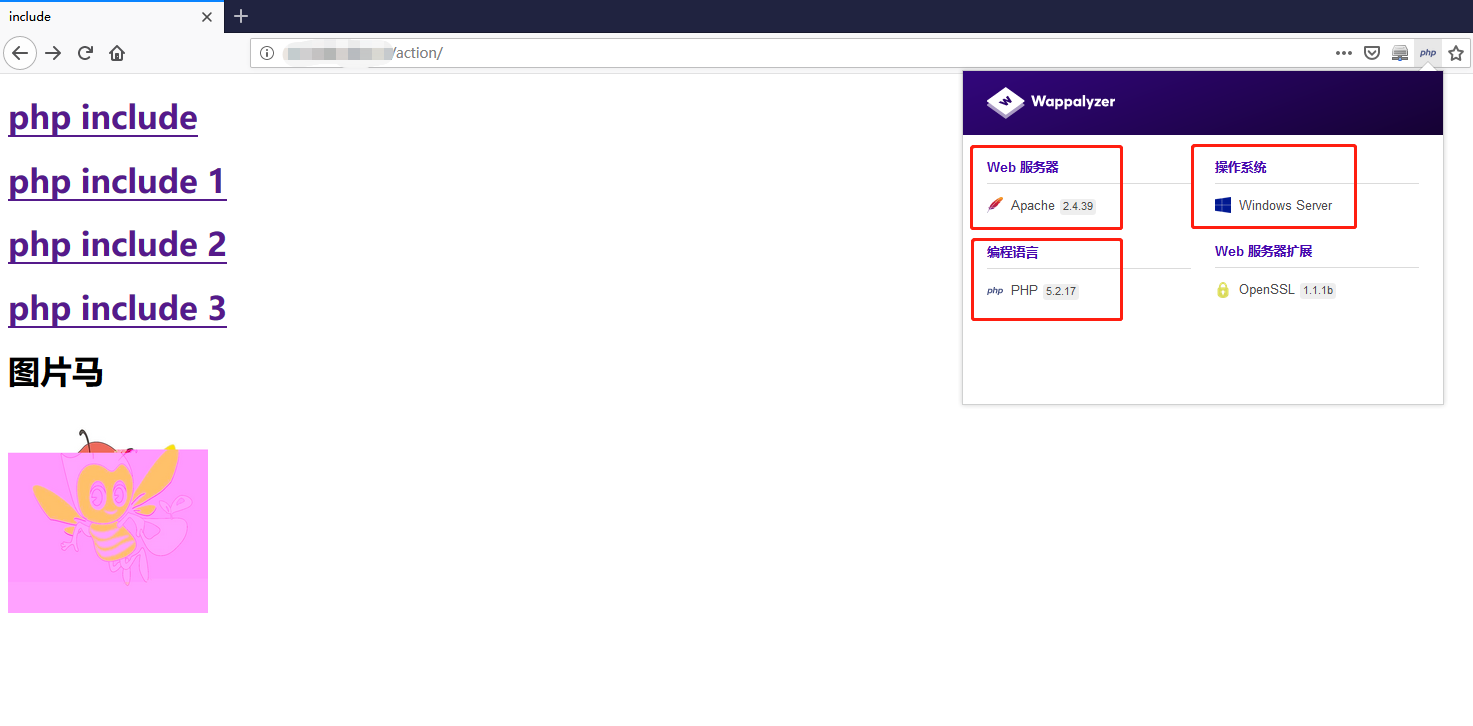 include
/action/
php
Wappalyzer
php include
php include 1
php include 2
php include 3
图片马
Web 服务器
操作系统
Apache 2.4.39
Windows Server
编程语言
Web 服务器扩展
php PHP 5.2.17
OpenSSL 1.1.1b